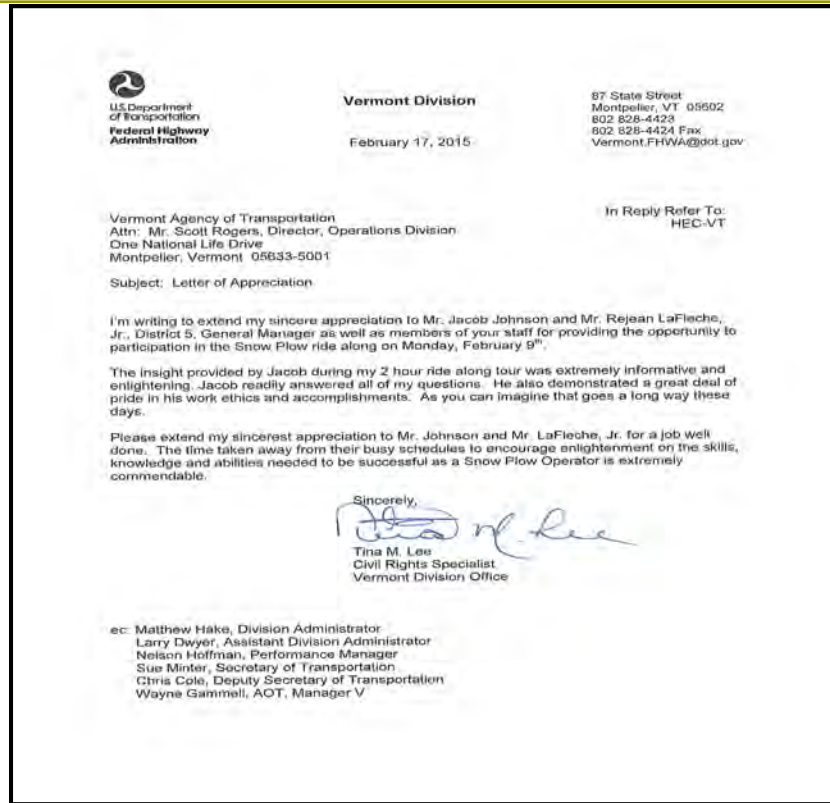 U.S. Department
of Transportation
Federal Highway
Administration
Vermont Division
February 17, 2015
87 State Street
Montpelier, VT 05602
802 828-4423
802 828-4424 Fax
Vermont.FHWA@dot.gov
Vermont Agency of Transportation
Attn: Mr. Scott Rogers, Director, Operations Division
One National Life Drive
Montpelier, Vermont 05633-5001
In Reply Refer To:
HEC-VT
Subject: Letter of Appreciation
I'm writing to extend my sincere appreciation to Mr. Jacob Johnson and Mr. Rejean LaFleche,
Jr., District 5, General Manager as well as members of your staff for providing the opportunity to
participation in the Snow Plow ride along on Monday, February 9th.
The insight provided by Jacob during my 2 hour ride along tour was extremely informative and
enlightening. Jacob readily answered all of my questions. He also demonstrated a great deal of
pride in his work ethics and accomplishments. As you can imagine that goes a long way these
days.
Please extend my sincerest appreciation to Mr. Johnson and Mr. LaFleche, Jr. for a job well
done. The time taken away from their busy schedules to encourage enlightenment on the skills,
knowledge and abilities needed to be successful as a Snow Plow Operator is extremely
commendable.
Sincerely,
Tina M. Lee
Tina M. Lee
Civil Rights Specialist
Vermont Division Office
ec: Matthew Hake, Division Administrator
Larry Dwyer, Assistant Division Administrator
Nelson Hoffman, Performance Manager
Sue Minter, Secretary of Transportation
Chris Cole, Deputy Secretary of Transportation
Wayne Gammell, AOT, Manager V